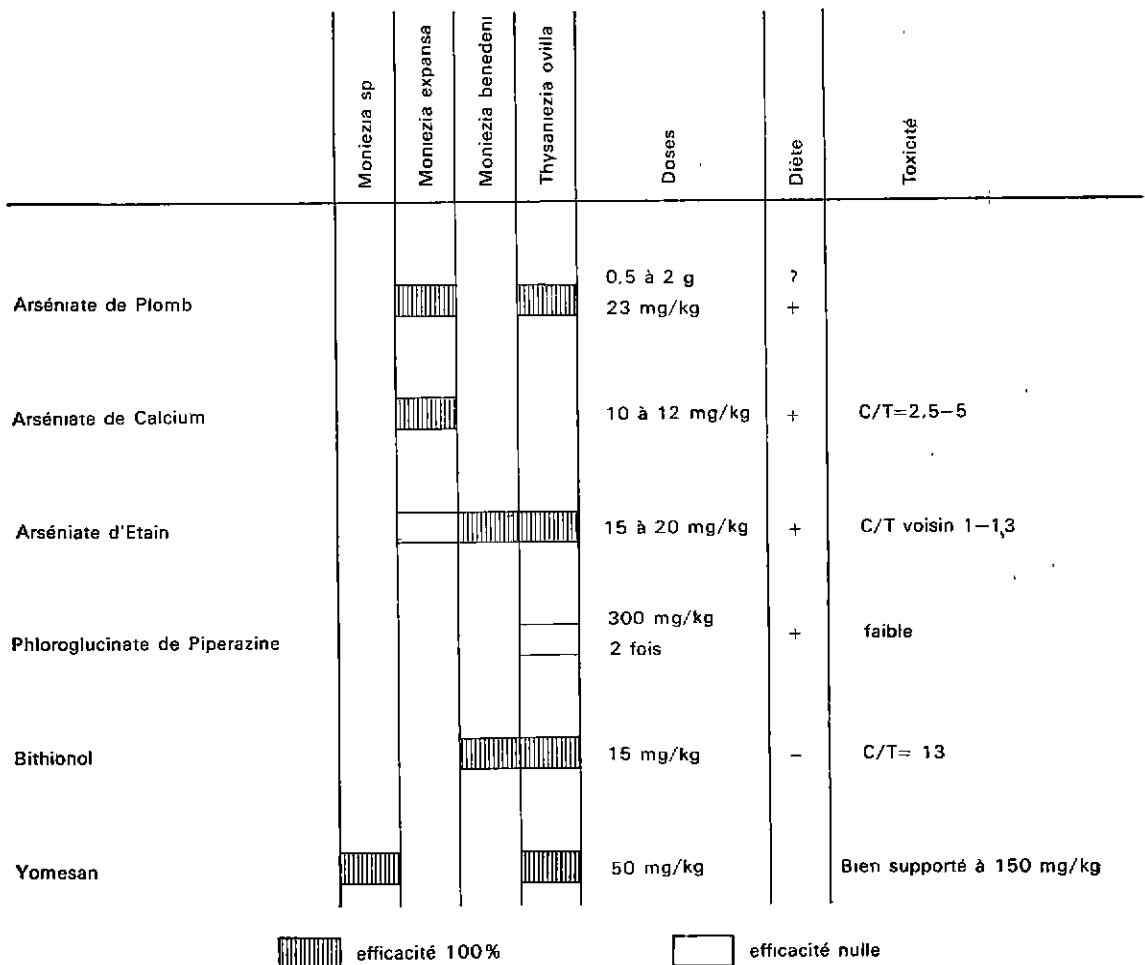 Moniezia sp
Moniezia expansa
Moniezia benedeni
Thysaniezia ovilla
Doses
Diète
Toxicité
0,5 à 2 g ?
Arséniate de Plomb 23 mg/kg +
Arséniate de Calcium 10 à 12 mg/kg + C/T=2,5–5
Arséniate d'Etain 15 à 20 mg/kg + C/T voisin 1–1,3
300 mg/kg
Phloroglucinate de Piperazine 2 fois + faible
Bithionol 15 mg/kg – C/T= 13
Yomesan 50 mg/kg Bien supporté à 150 mg/kg
efficacité 100% efficacité nulle